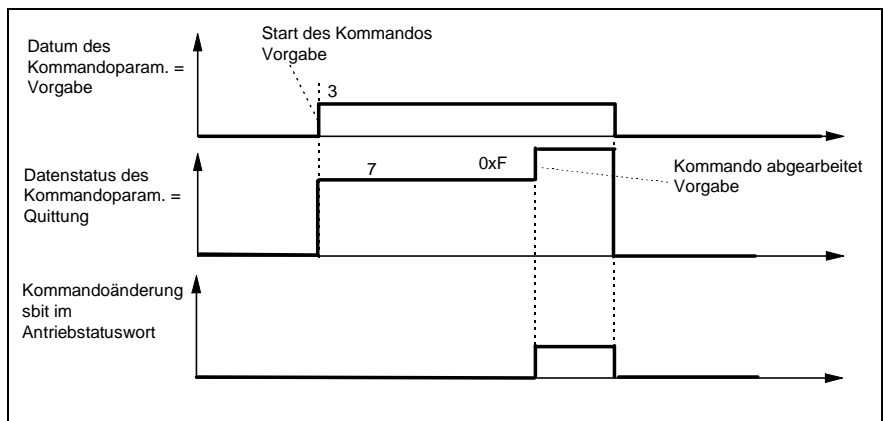 Datum des
Kommandoparam. =
Vorgabe
Start des Kommandos
Vorgabe
3
Datenstatus des
Kommandoparam. =
Quittung
7
0xF
Kommando abgearbeitet
Vorgabe
Kommandoänderung
sbit im
Antriebstatuswort